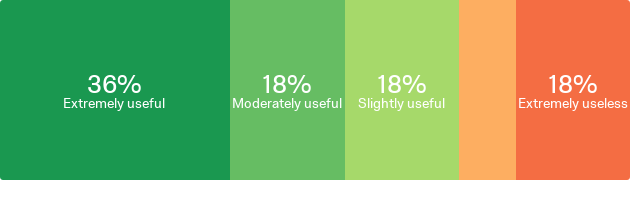 36%
Extremely useful
18%
Moderately useful
18%
Slightly useful
18%
Extremely useless